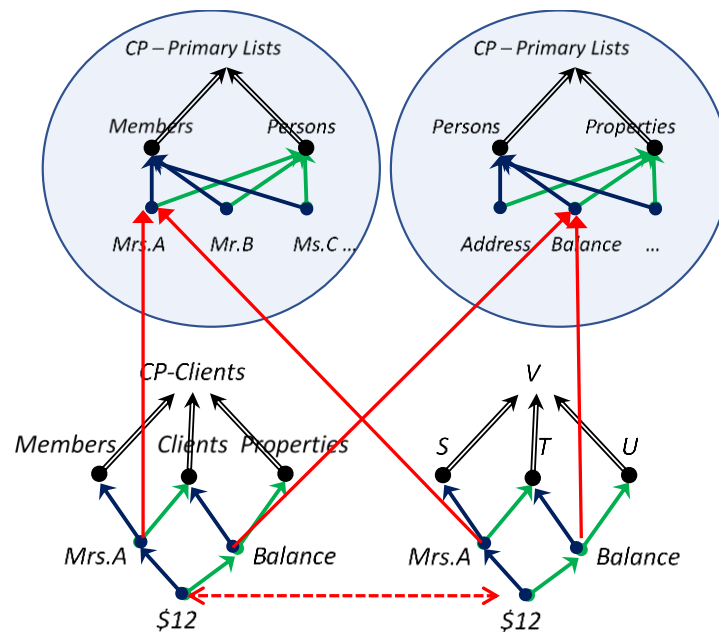 CP – Primary Lists
CP – Primary Lists
Members
Persons
Persons
Properties
Mrs.A
Mr.B
Ms.C ...
Address
Balance
...
CP-Clients
V
Members
Clients
Properties
S
T
U
Mrs.A
Balance
Mrs.A
Balance
$12
$12